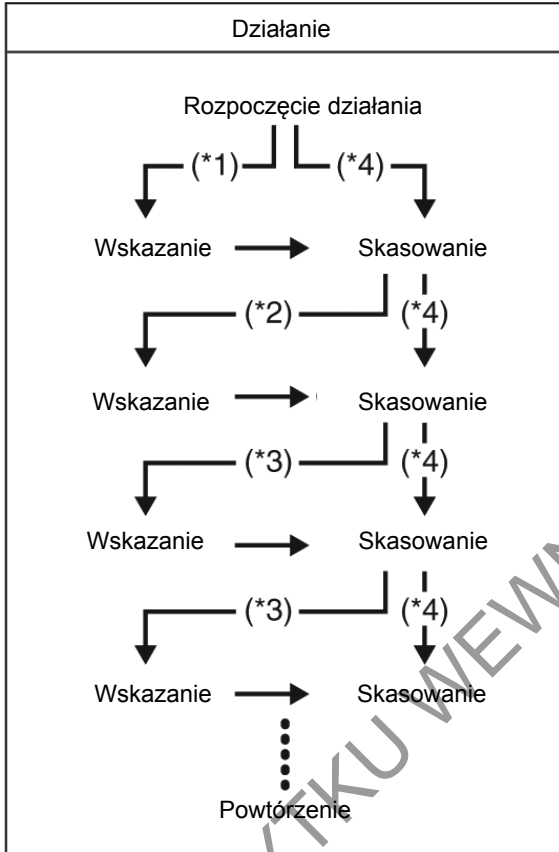 Działanie
Rozpoczęcie działania
(*1) (*4)
Wskazanie Skasowanie
(*2) (*4)
Wskazanie Skasowanie
(*3) (*4)
Wskazanie Skasowanie
(*3) (*4)
Wskazanie Skasowanie
Powtórzenie